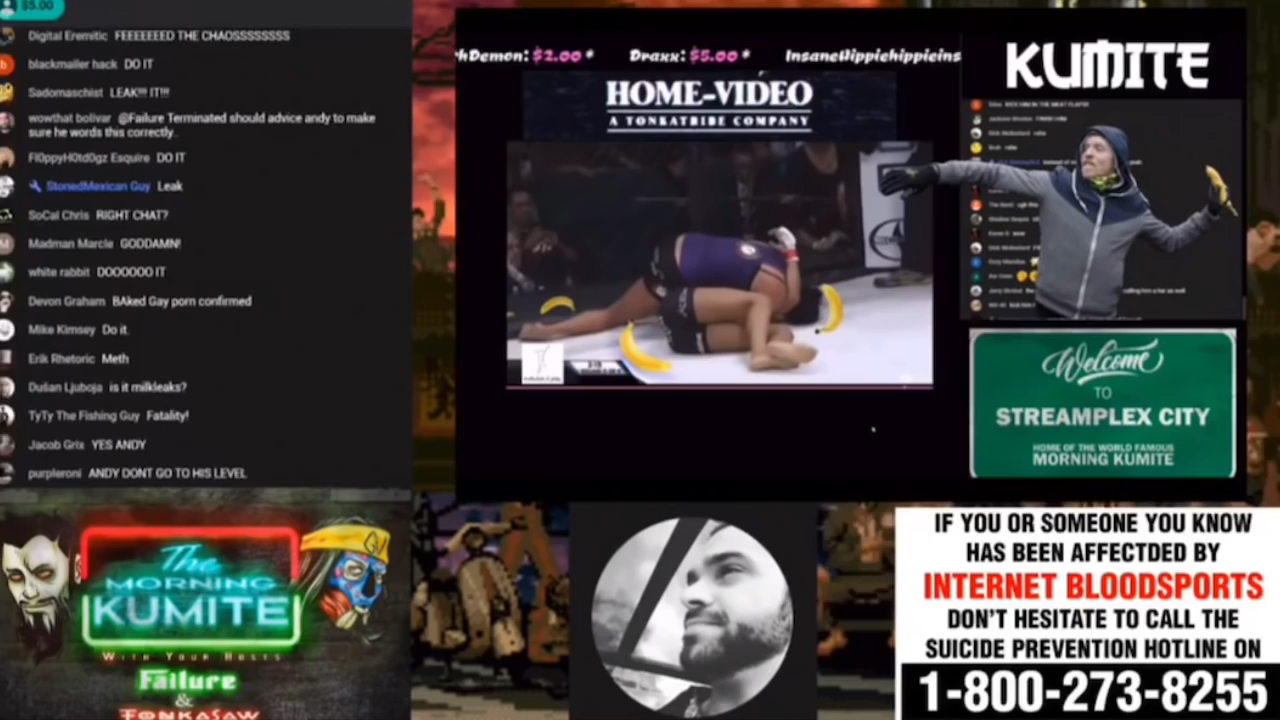 $5.00
Digital Eremitic FEEEEEEED THE CHAOSSSSSSSS
blackmailer hack DO IT
Sadomaschist LEAK!!! IT!!!
wowthat bolivar @Failure Terminated should advice andy to make
sure he words this correctly..
Fl0ppyH0td0gz Esquire DO IT
StonedMexican Guy Leak
SoCal Chris RIGHT CHAT?
Madman Marcle GODDAMN!
white rabbit DOOOOOO IT
Devon Graham BAked Gay porn confirmed
Mike Kimsey Do it.
Erik Rhetoric Meth
Dušan Ljuboja is it milkleaks?
TyTy The Fishing Guy Fatality!
Jacob Grix YES ANDY
purpleroni ANDY DONT GO TO HIS LEVEL
The
MORNING
KUMITE
WITH YOUR HOSTS
Failure
&
TONKASAW
hDemon: $2.00 * Draxx: $5.00 * InsaneHippiehippieins
HOME-VIDEO
A TONKATRIBE COMPANY
KUMITE
Welcome
TO
STREAMPLEX CITY
HOME OF THE WORLD FAMOUS
MORNING KUMITE
IF YOU OR SOMEONE YOU KNOW
HAS BEEN AFFECTDED BY
INTERNET BLOODSPORTS
DON'T HESITATE TO CALL THE
SUICIDE PREVENTION HOTLINE ON
1-800-273-8255